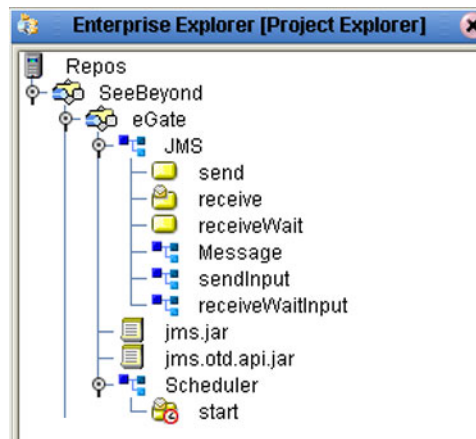 Enterprise Explorer [Project Explorer]
Repos
SeeBeyond
eGate
JMS
send
receive
receiveWait
Message
sendInput
receiveWaitInput
jms.jar
jms.otd.api.jar
Scheduler
start